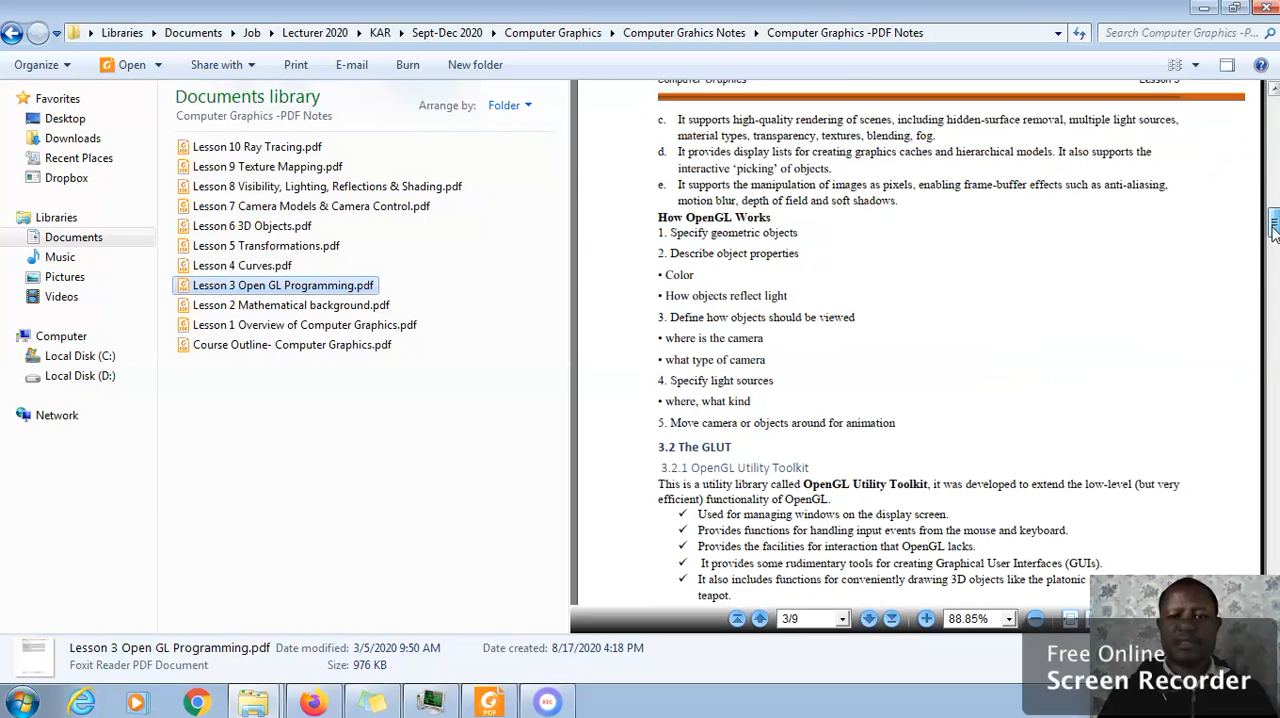 Libraries Documents Job Lecturer 2020 KAR Sept-Dec 2020 Computer Graphics Computer Grahics Notes Computer Graphics -PDF Notes
Search Computer Graphics -P...
Organize Open Share with Print E-mail Burn New folder
Favorites
Desktop
Downloads
Recent Places
Dropbox
Libraries
Documents
Music
Pictures
Videos
Computer
Local Disk (C:)
Local Disk (D:)
Network
Documents library
Computer Graphics -PDF Notes
Arrange by: Folder
Lesson 10 Ray Tracing.pdf
Lesson 9 Texture Mapping.pdf
Lesson 8 Visibility, Lighting, Reflections & Shading.pdf
Lesson 7 Camera Models & Camera Control.pdf
Lesson 6 3D Objects.pdf
Lesson 5 Transformations.pdf
Lesson 4 Curves.pdf
Lesson 3 Open GL Programming.pdf
Lesson 2 Mathematical background.pdf
Lesson 1 Overview of Computer Graphics.pdf
Course Outline- Computer Graphics.pdf
Computer Graphics Lesson 3
c. It supports high-quality rendering of scenes, including hidden-surface removal, multiple light sources,
material types, transparency, textures, blending, fog.
d. It provides display lists for creating graphics caches and hierarchical models. It also supports the
interactive ‘picking’ of objects.
e. It supports the manipulation of images as pixels, enabling frame-buffer effects such as anti-aliasing,
motion blur, depth of field and soft shadows.
How OpenGL Works
1. Specify geometric objects
2. Describe object properties
• Color
• How objects reflect light
3. Define how objects should be viewed
• where is the camera
• what type of camera
4. Specify light sources
• where, what kind
5. Move camera or objects around for animation
3.2 The GLUT
3.2.1 OpenGL Utility Toolkit
This is a utility library called OpenGL Utility Toolkit, it was developed to extend the low-level (but very
efficient) functionality of OpenGL.
✓ Used for managing windows on the display screen.
✓ Provides functions for handling input events from the mouse and keyboard.
✓ Provides the facilities for interaction that OpenGL lacks.
✓ It provides some rudimentary tools for creating Graphical User Interfaces (GUIs).
✓ It also includes functions for conveniently drawing 3D objects like the platonic
teapot.
3/9 88.85%
Lesson 3 Open GL Programming.pdf Date modified: 3/5/2020 9:50 AM Date created: 8/17/2020 4:18 PM
Foxit Reader PDF Document Size: 976 KB
Free Online
Screen Recorder
REC
PDF